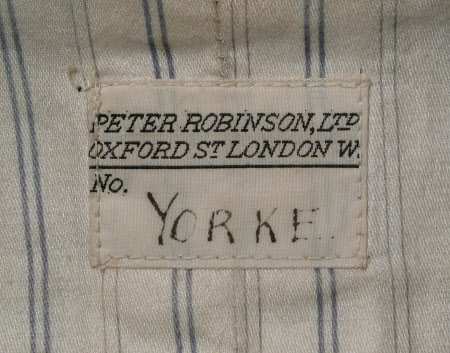 PETER ROBINSON, LTD
OXFORD ST LONDON W.
No.
YORKE.